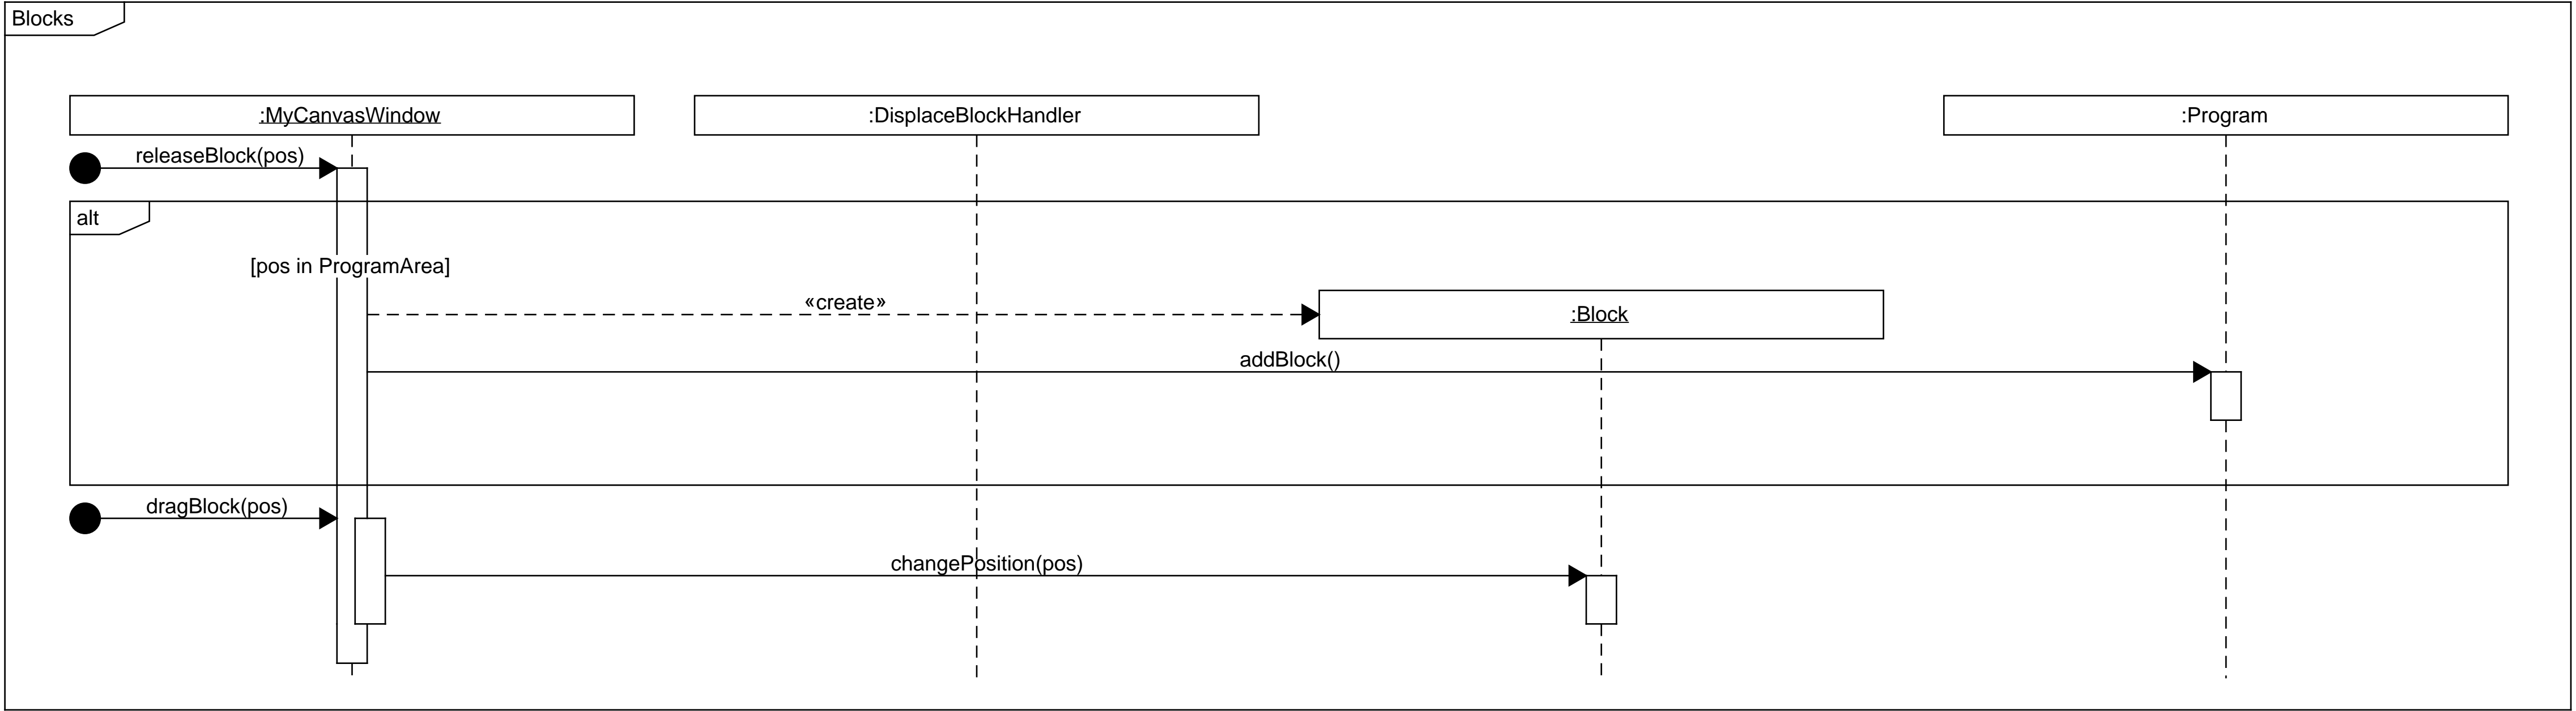 Blocks
:MyCanvasWindow
:DisplaceBlockHandler
:Program
releaseBlock(pos)
alt
[pos in ProgramArea]
«create»
:Block
addBlock()
dragBlock(pos)
changePosition(pos)